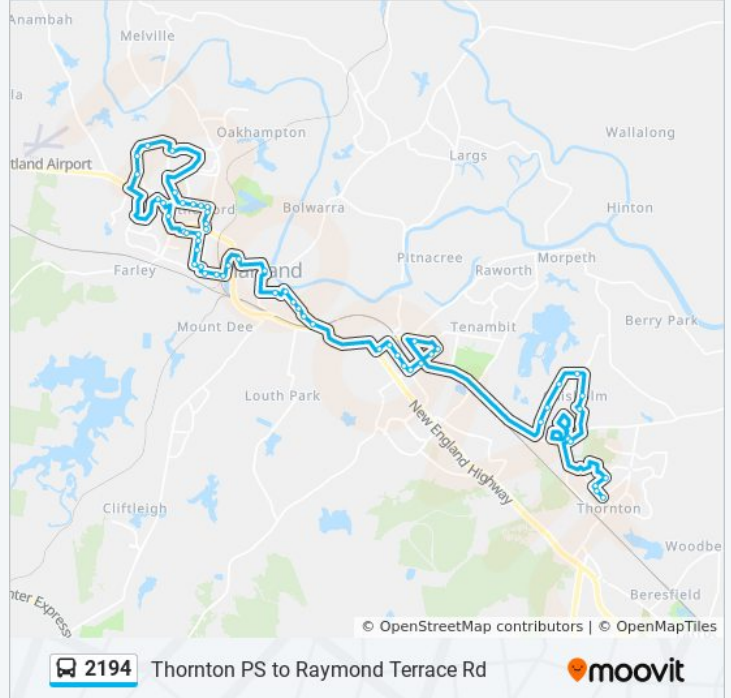 Anambah
Melville
la
Oakhampton
Wallalong
tland Airport
Largs
Bolwarra
Hinton
Pitnacree
Morpeth
Farley
Raworth
Mount Dee
Tenambit
Berry Park
Louth Park
New England Highway
Cliftleigh
Thornton
Woodbe
nter Express
Beresfield
© OpenStreetMap contributors | © OpenMapTiles
2194 Thornton PS to Raymond Terrace Rd
moovit